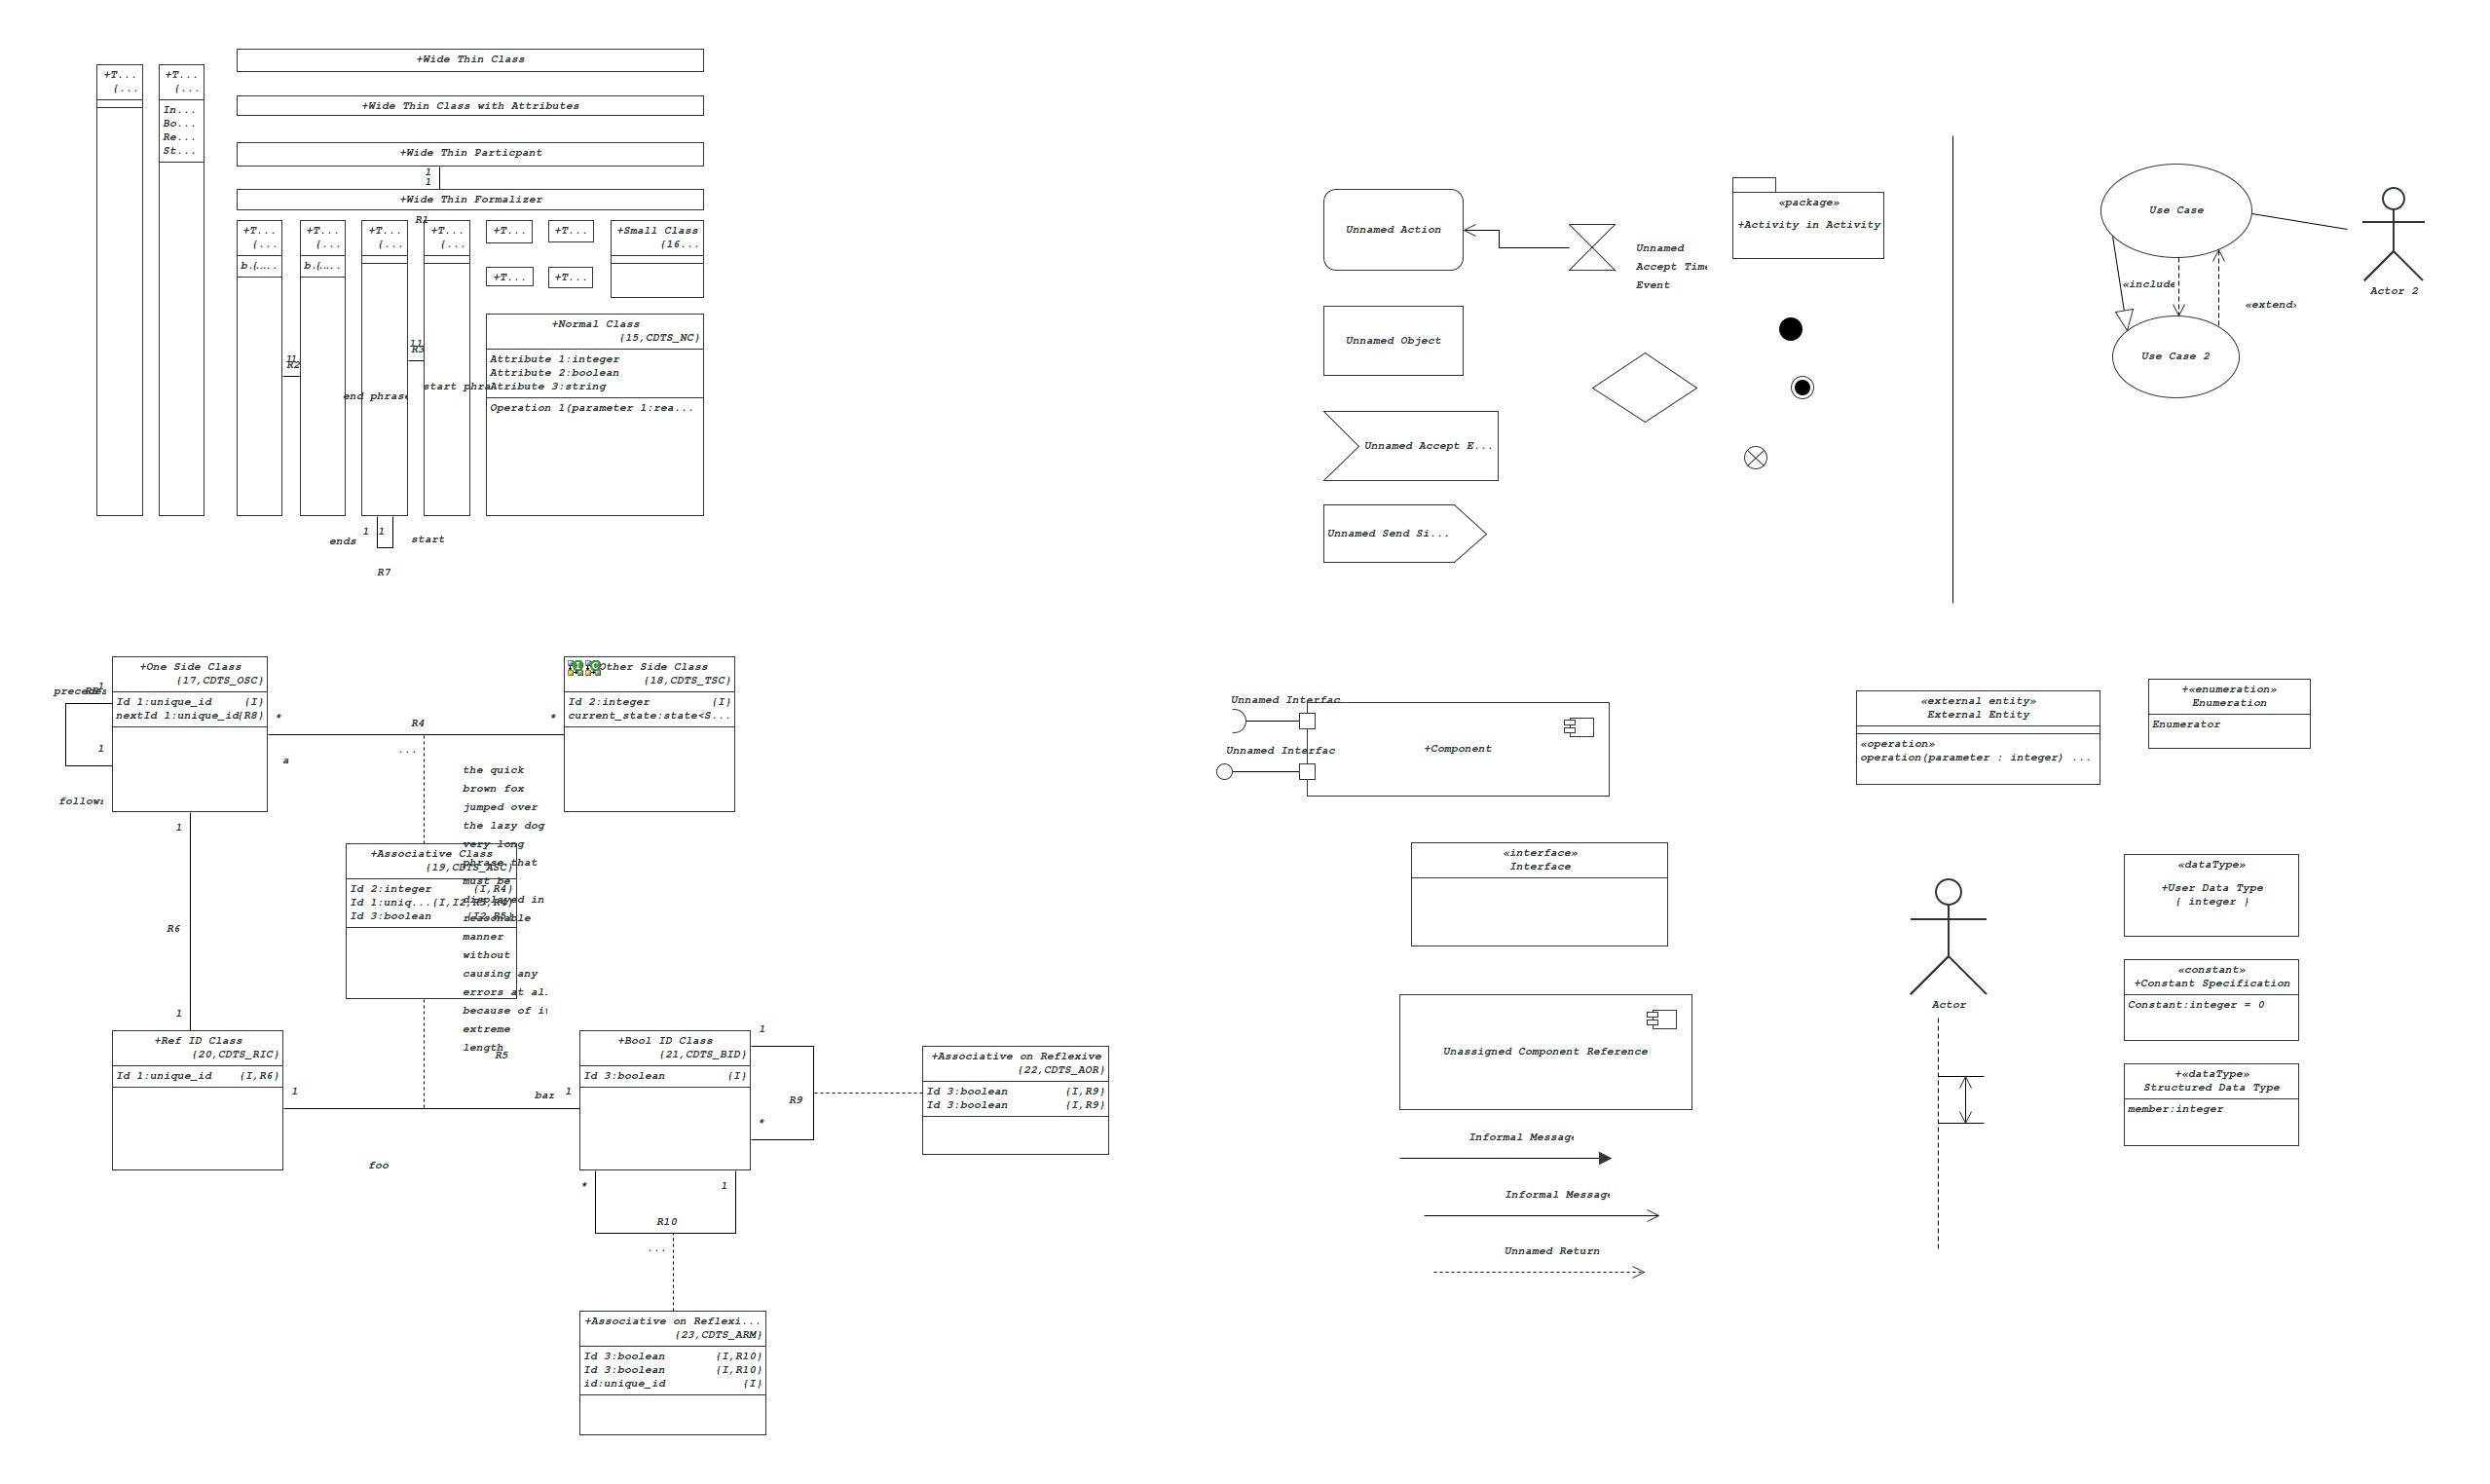 +Wide Thin Class
+T...
{...
+T...
{...
In...
Bo...
Re...
St...
+Wide Thin Class with Attributes
+Wide Thin Particpant
1
1
+Wide Thin Formalizer
R1
+T...
{...
+T...
{...
+T...
{...
+T...
{...
+T...
+T...
+Small Class
{16...
+T...
+T...
+Normal Class
{15,CDTS_NC}
Attribute 1:integer
Attribute 2:boolean
Atribute 3:string
Operation 1(parameter 1:rea...
11
R2
11
R3
end phrase
start phra
1
1
ends
start
R7
Unnamed Action
Unnamed
Accept Time
Event
«package»
+Activity in Activity
Unnamed Object
Unnamed Accept E...
Unnamed Send Si...
Use Case
«include
«extend›
Use Case 2
Actor 2
+One Side Class
{17,CDTS_OSC}
Id 1:unique_id {I}
nextId 1:unique_id{R8}
1
R8
1
follows
*
R4
*
a
...
Other Side Class
{18,CDTS_TSC}
Id 2:integer {I}
current_state:state<S...
the quick
brown fox
jumped over
the lazy dog
very long
phrase that
must be
displayed in
reasonable
manner
without
causing any
errors at all
because of it
extreme
length
+Associative Class
{19,CDTS_ASC}
Id 2:integer {I,R4}
Id 1:uniq...{I,I2,R5,R4}
Id 3:boolean {I2,R5}
1
R6
1
+Ref ID Class
{20,CDTS_RIC}
Id 1:unique_id {I,R6}
R5
1
bar
1
foo
+Bool ID Class
{21,CDTS_BID}
Id 3:boolean {I}
1
R9
*
+Associative on Reflexive
{22,CDTS_AOR}
Id 3:boolean {I,R9}
Id 3:boolean {I,R9}
*
1
R10
...
+Associative on Reflexi...
{23,CDTS_ARM}
Id 3:boolean {I,R10}
Id 3:boolean {I,R10}
id:unique_id {I}
Unnamed Interfac
Unnamed Interfac
+Component
«interface»
Interface
Unassigned Component Reference
Informal Message
Informal Message
Unnamed Return
«external entity»
External Entity
«operation»
operation(parameter : integer) ...
+«enumeration»
Enumeration
Enumerator
Actor
«dataType»
+User Data Type
{ integer }
«constant»
+Constant Specification
Constant:integer = 0
+«dataType»
Structured Data Type
member:integer